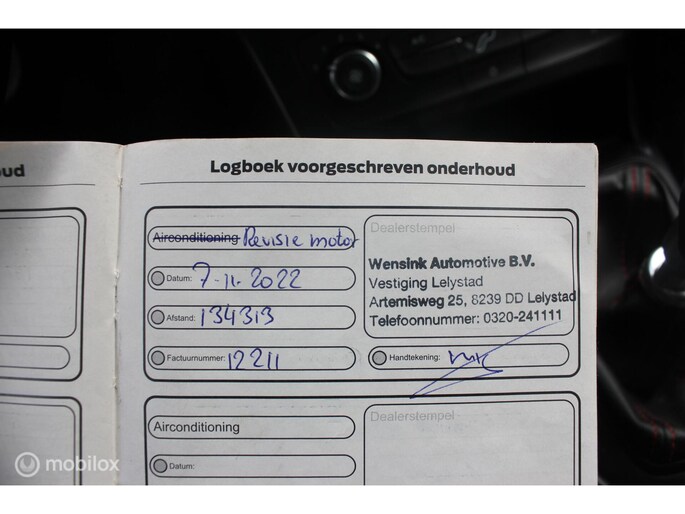 oud
Logboek voorgeschreven onderhoud
Airconditioning Revisie motor
Datum: 7-11-2022
Afstand: 134313
Factuurnummer: 12211
Dealerstempel
Wensink Automotive B.V.
Vestiging Lelystad
Artemisweg 25, 8239 DD Lelystad
Telefoonnummer: 0320-241111
Handtekening:
Airconditioning
Datum:
Dealerstempel
mobilox